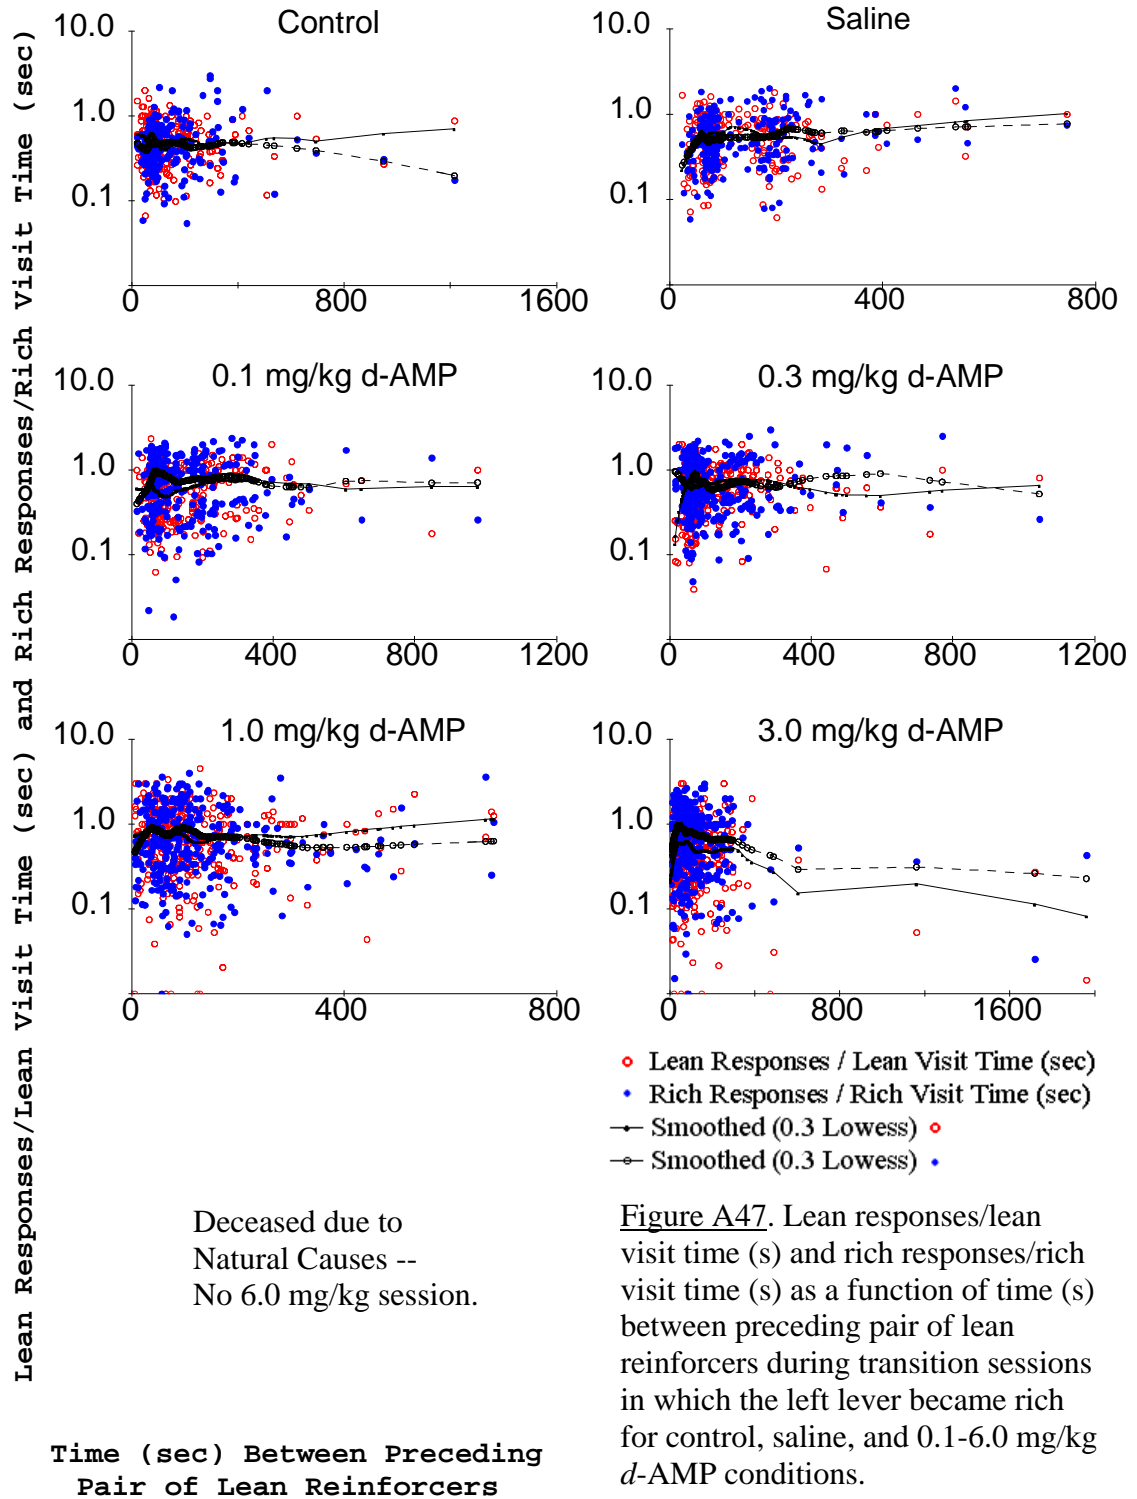 Lean Responses/Lean Visit Time (sec) and Rich Responses/Rich Visit Time (sec)
Control
10.0
1.0
0.1
0
800
1600
Saline
10.0
1.0
0.1
0
400
800
0.1 mg/kg d-AMP
10.0
1.0
0.1
0
400
800
1200
0.3 mg/kg d-AMP
10.0
1.0
0.1
0
400
800
1200
1.0 mg/kg d-AMP
10.0
1.0
0.1
0
400
800
3.0 mg/kg d-AMP
10.0
1.0
0.1
0
800
1600
Lean Responses / Lean Visit Time (sec)
Rich Responses / Rich Visit Time (sec)
Smoothed (0.3 Lowess)
Smoothed (0.3 Lowess)
Deceased due to
Natural Causes --
No 6.0 mg/kg session.
Figure A47. Lean responses/lean
visit time (s) and rich responses/rich
visit time (s) as a function of time (s)
between preceding pair of lean
reinforcers during transition sessions
in which the left lever became rich
for control, saline, and 0.1-6.0 mg/kg
d-AMP conditions.
Time (sec) Between Preceding
Pair of Lean Reinforcers